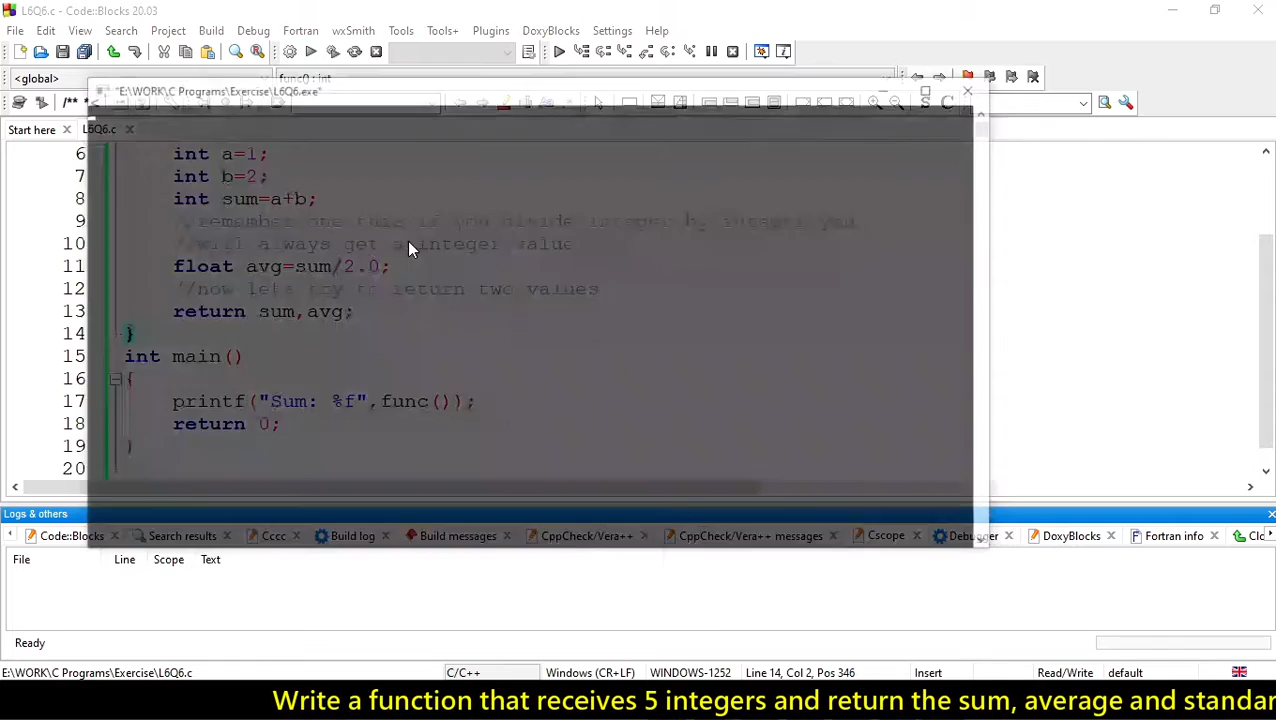 L6Q6.c - Code::Blocks 20.03
File Edit View Search Project Build Debug Fortran wxSmith Tools Tools+ Plugins DoxyBlocks Settings Help
<global>
func() : int
"E:\WORK\C Programs\Exercise\L6Q6.exe"
/** *<
S C
Start here
L6Q6.c
6 int a=1;
7 int b=2;
8 int sum=a+b;
9 //remember one this if you divide integer by integer you
10 //will always get a integer value
11 float avg=sum/2.0;
12 //now lets try to return two values
13 return sum,avg;
14 }
15 int main()
16 {
17 printf("Sum: %f",func());
18 return 0;
19 }
20
Logs & others
Code::Blocks Search results Cccc Build log Build messages CppCheck/Vera++ CppCheck/Vera++ messages Cscope Debugger DoxyBlocks Fortran info Clo
File Line Scope Text
Ready
E:\WORK\C Programs\Exercise\L6Q6.c C/C++ Windows (CR+LF) WINDOWS-1252 Line 14, Col 2, Pos 346 Insert Read/Write default
Write a function that receives 5 integers and return the sum, average and standar